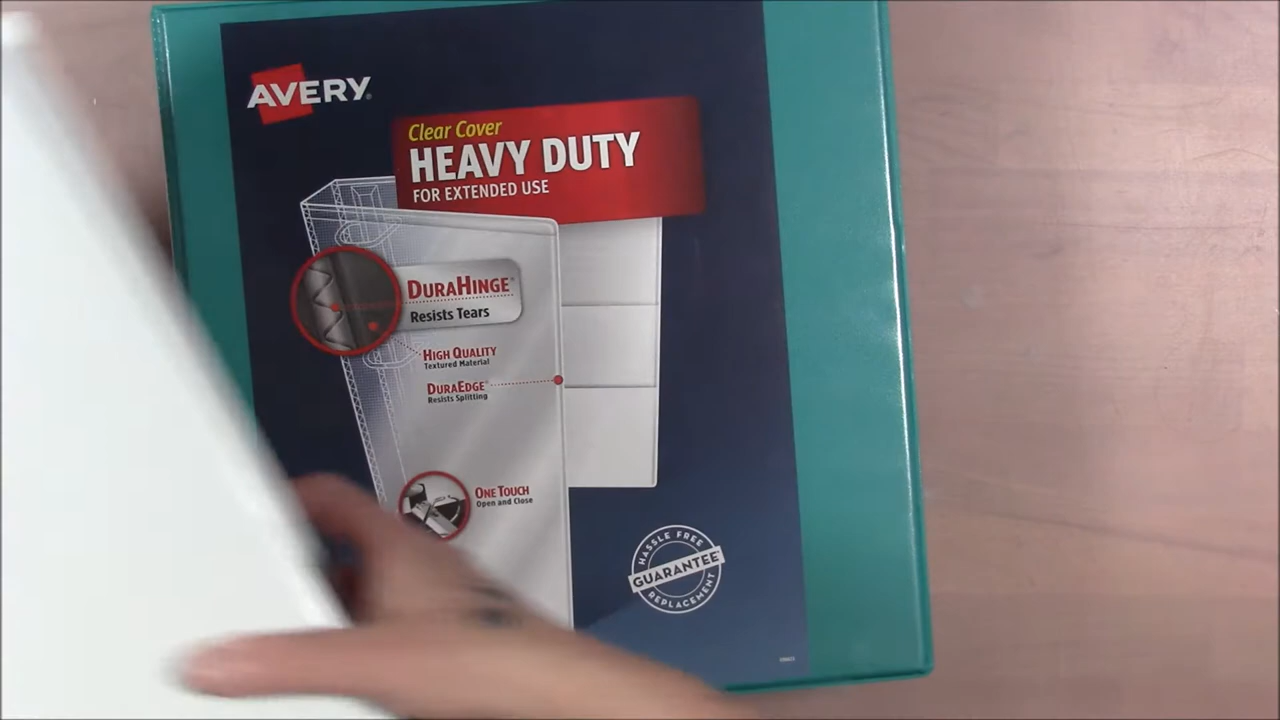 AVERY
Clear Cover
HEAVY DUTY
FOR EXTENDED USE
DURAHINGE®
Resists Tears
HIGH QUALITY
Textured Material
DURAEDGE®
Resists Splitting
ONE TOUCH
Open and Close
HASSLE FREE
GUARANTEE
REPLACEMENT